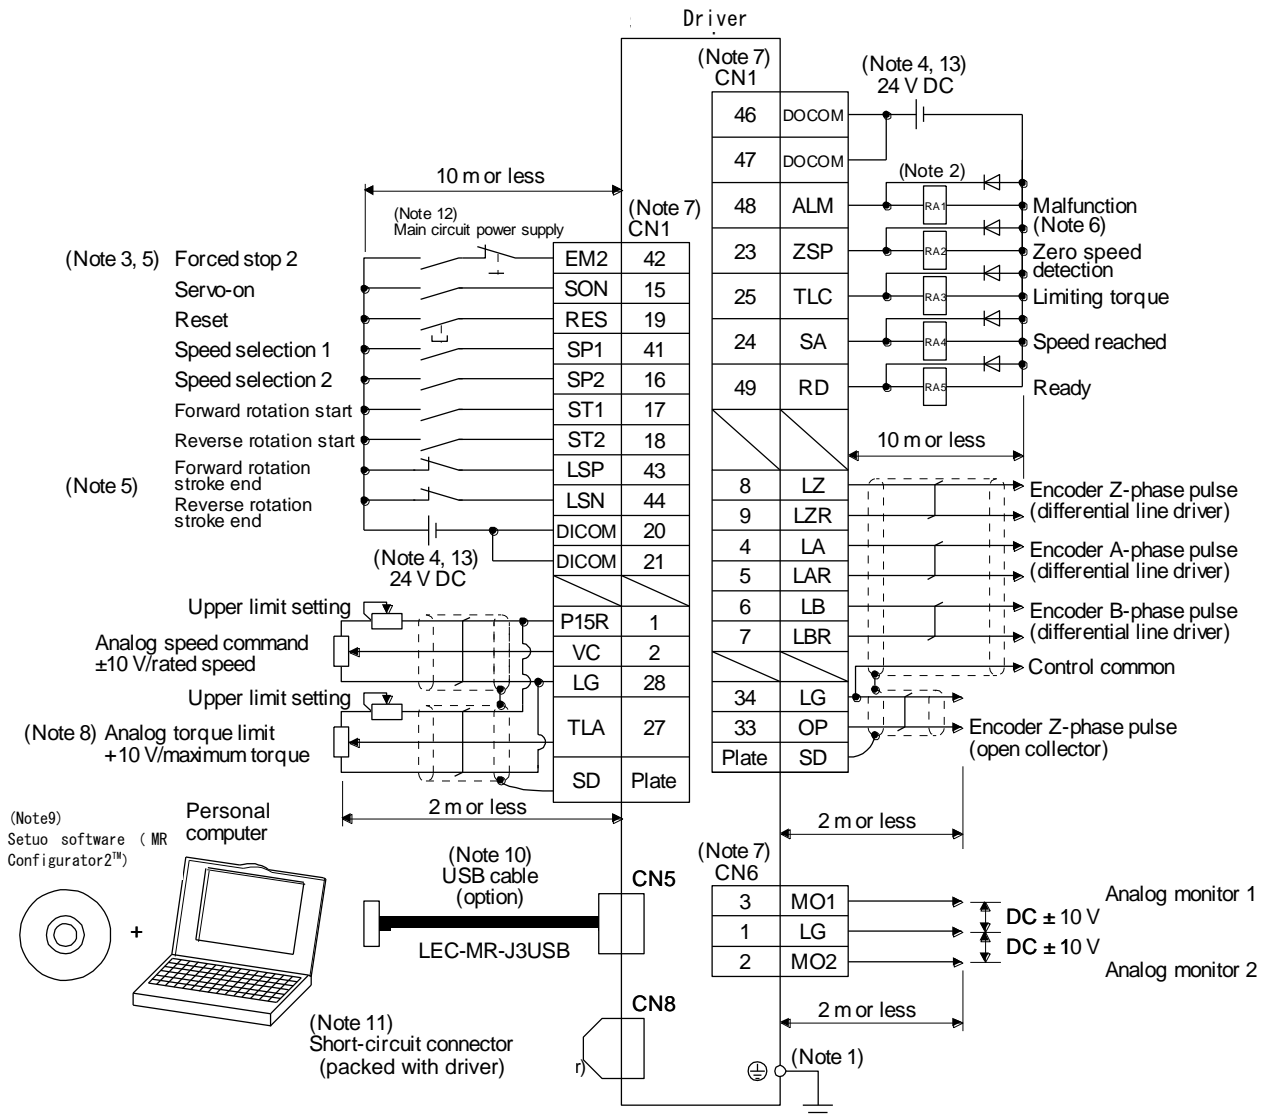 Driver
(Note 7)
CN1
(Note 4, 13)
24 V DC
46 DOCOM
47 DOCOM
(Note 2)
48 ALM RA1 Malfunction
(Note 6)
23 ZSP RA2 Zero speed
detection
25 TLC RA3 Limiting torque
24 SA RA4 Speed reached
49 RD RA5 Ready
10 m or less
8 LZ Encoder Z-phase pulse
9 LZR (differential line driver)
4 LA Encoder A-phase pulse
5 LAR (differential line driver)
6 LB Encoder B-phase pulse
7 LBR (differential line driver)
Control common
34 LG
33 OP Encoder Z-phase pulse
(open collector)
Plate SD
2 m or less
10 m or less
(Note 12)
Main circuit power supply
(Note 7)
CN1
(Note 3, 5) Forced stop 2 EM2 42
Servo-on SON 15
Reset RES 19
Speed selection 1 SP1 41
Speed selection 2 SP2 16
Forward rotation start ST1 17
Reverse rotation start ST2 18
Forward rotation
stroke end LSP 43
(Note 5)
Reverse rotation
stroke end LSN 44
DICOM 20
DICOM 21
(Note 4, 13)
24 V DC
Upper limit setting P15R 1
Analog speed command
±10 V/rated speed VC 2
LG 28
Upper limit setting
(Note 8) Analog torque limit
+10 V/maximum torque TLA 27
SD Plate
2 m or less
(Note9)
Setuo software ( MR
Configurator2™)
+
Personal
computer
(Note 10)
USB cable
(option)
CN5
LEC-MR-J3USB
(Note 11)
Short-circuit connector
(packed with driver)
CN8
r)
(Note 7)
CN6
3 MO1 Analog monitor 1
DC ± 10 V
1 LG
DC ± 10 V
2 MO2 Analog monitor 2
2 m or less
(Note 1)